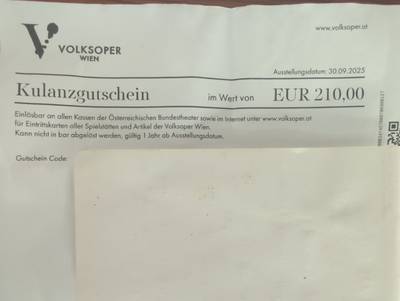 www.volksoper.at
VOLKSOPER
WIEN
Ausstellungsdatum: 30.09.2025
Kulanzgutschein im Wert von EUR 210,00
Einlösbar an allen Kassen der Österreichischen Bundestheater sowie im Internet unter www.volksoper.at
für Eintrittskarten aller Spielstätten und Artikel der Volksoper Wien.
Kann nicht in bar abgelöst werden, gültig 1 Jahr ab Ausstellungsdatum.
Gutschein Code: